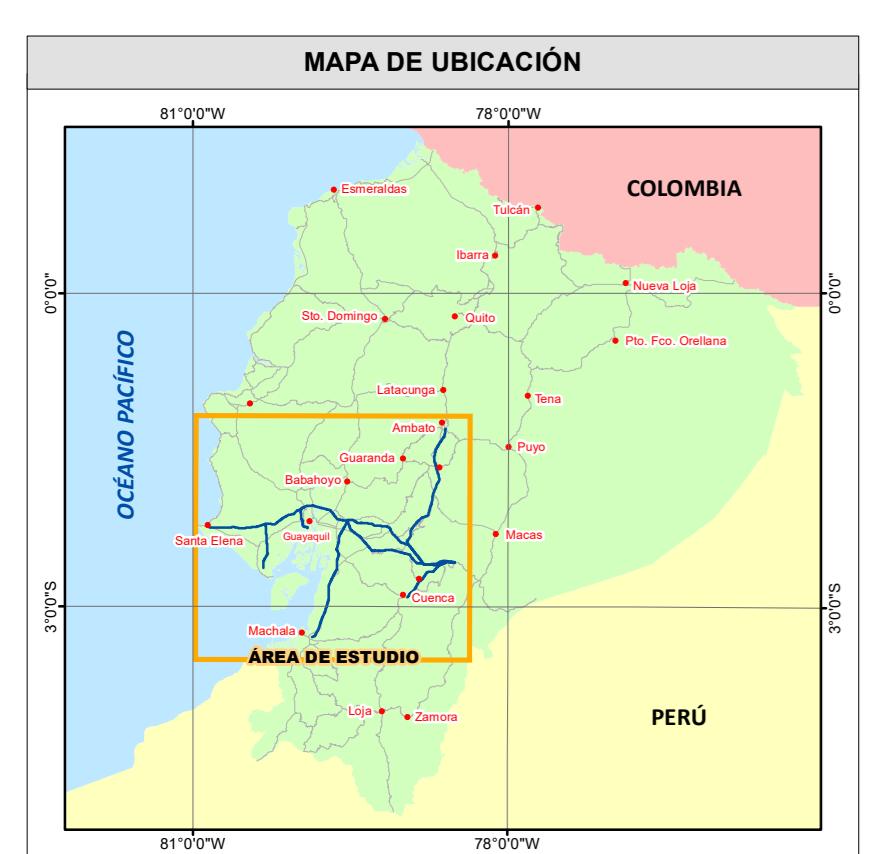 MAPA DE UBICACIÓN
81°0'0"W
78°0'0"W
COLOMBIA
Esmeraldas
Tulcán
Ibarra
Nueva Loja
0°0'0"
0°0'0"
Sto. Domingo
Quito
Pto. Fco. Orellana
OCÉANO PACÍFICO
Latacunga
Tena
Ambato
Puyo
Guaranda
Babahoyo
Santa Elena
Guayaquil
Macas
Cuenca
3°0'0"S
3°0'0"S
Machala
ÁREA DE ESTUDIO
Loja
Zamora
PERÚ
81°0'0"W
78°0'0"W